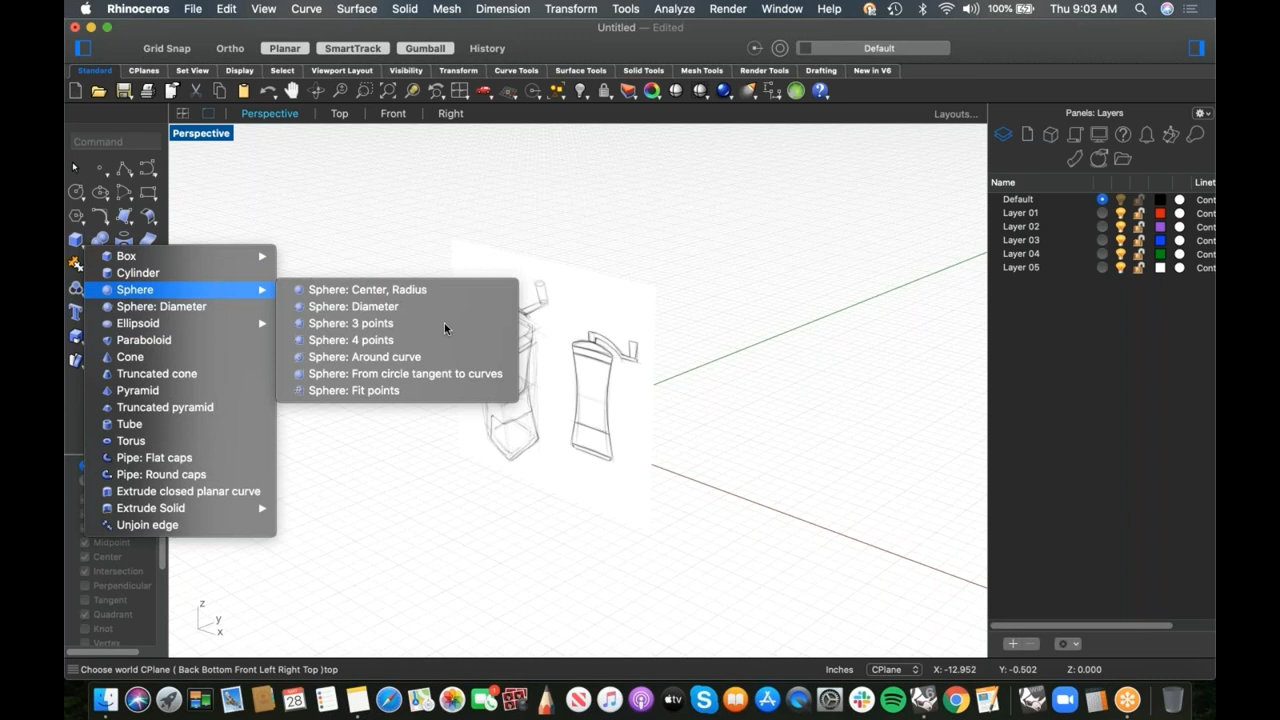 Rhinoceros File Edit View Curve Surface Solid Mesh Dimension Transform Tools Analyze Render Window Help 100% Thu 9:03 AM
Untitled — Edited
Grid Snap Ortho Planar SmartTrack Gumball History Default
Standard CPlanes Set View Display Select Viewport Layout Visibility Transform Curve Tools Surface Tools Solid Tools Mesh Tools Render Tools Drafting New in V6
Perspective Top Front Right Layouts... Panels: Layers
Perspective
Command
Name Linet
Default Cont
Layer 01 Cont
Layer 02 Cont
Layer 03 Cont
Layer 04 Cont
Layer 05 Cont
Box
Cylinder
Sphere
Sphere: Diameter
Ellipsoid
Paraboloid
Cone
Truncated cone
Pyramid
Truncated pyramid
Tube
Torus
Pipe: Flat caps
Pipe: Round caps
Extrude closed planar curve
Extrude Solid
Unjoin edge
Sphere: Center, Radius
Sphere: Diameter
Sphere: 3 points
Sphere: 4 points
Sphere: Around curve
Sphere: From circle tangent to curves
Sphere: Fit points
Midpoint
Center
Intersection
Perpendicular
Tangent
Quadrant
Knot
Vertex
z
y
x
Choose world CPlane ( Back Bottom Front Left Right Top )top Inches CPlane X: -12.952 Y: -0.502 Z: 0.000
28